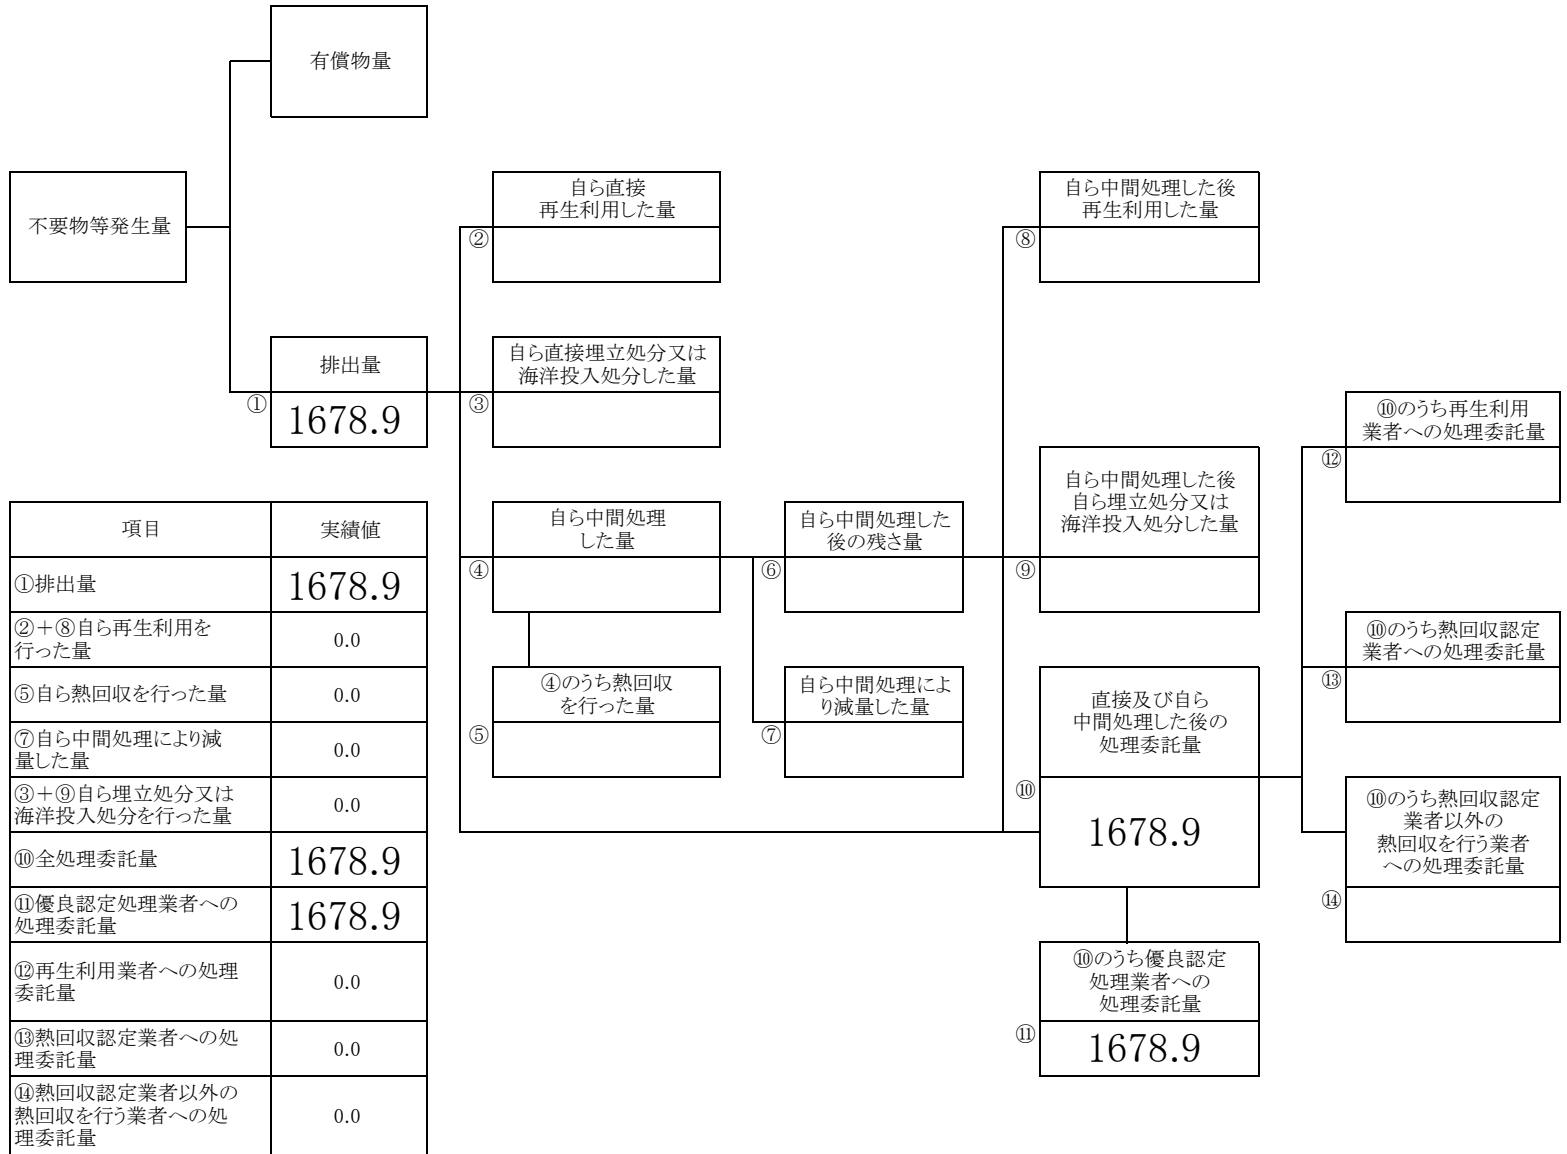 有償物量
不要物等発生量
自ら直接
再生利用した量
②
自ら中間処理した後
再生利用した量
⑧
排出量
①
1678.9
自ら直接埋立処分又は
海洋投入処分した量
③
⑩のうち再生利用
業者への処理委託量
⑫
自ら中間処理した後
自ら埋立処分又は
海洋投入処分した量
⑨
自ら中間処理
した量
④
自ら中間処理した
後の残さ量
⑥
④のうち熱回収
を行った量
⑤
自ら中間処理によ
り減量した量
⑦
直接及び自ら
中間処理した後の
処理委託量
⑩
1678.9
⑩のうち熱回収認定
業者への処理委託量
⑬
⑩のうち熱回収認定
業者以外の
熱回収を行う業者
への処理委託量
⑭
⑩のうち優良認定
処理業者への
処理委託量
⑪
1678.9
項目 実績値
①排出量 1678.9
②＋⑧自ら再生利用を
行った量 0.0
⑤自ら熱回収を行った量 0.0
⑦自ら中間処理により減
量した量 0.0
③＋⑨自ら埋立処分又は
海洋投入処分を行った量 0.0
⑩全処理委託量 1678.9
⑪優良認定処理業者への
処理委託量 1678.9
⑫再生利用業者への処理
委託量 0.0
⑬熱回収認定業者への処
理委託量 0.0
⑭熱回収認定業者以外の
熱回収を行う業者への処
理委託量 0.0